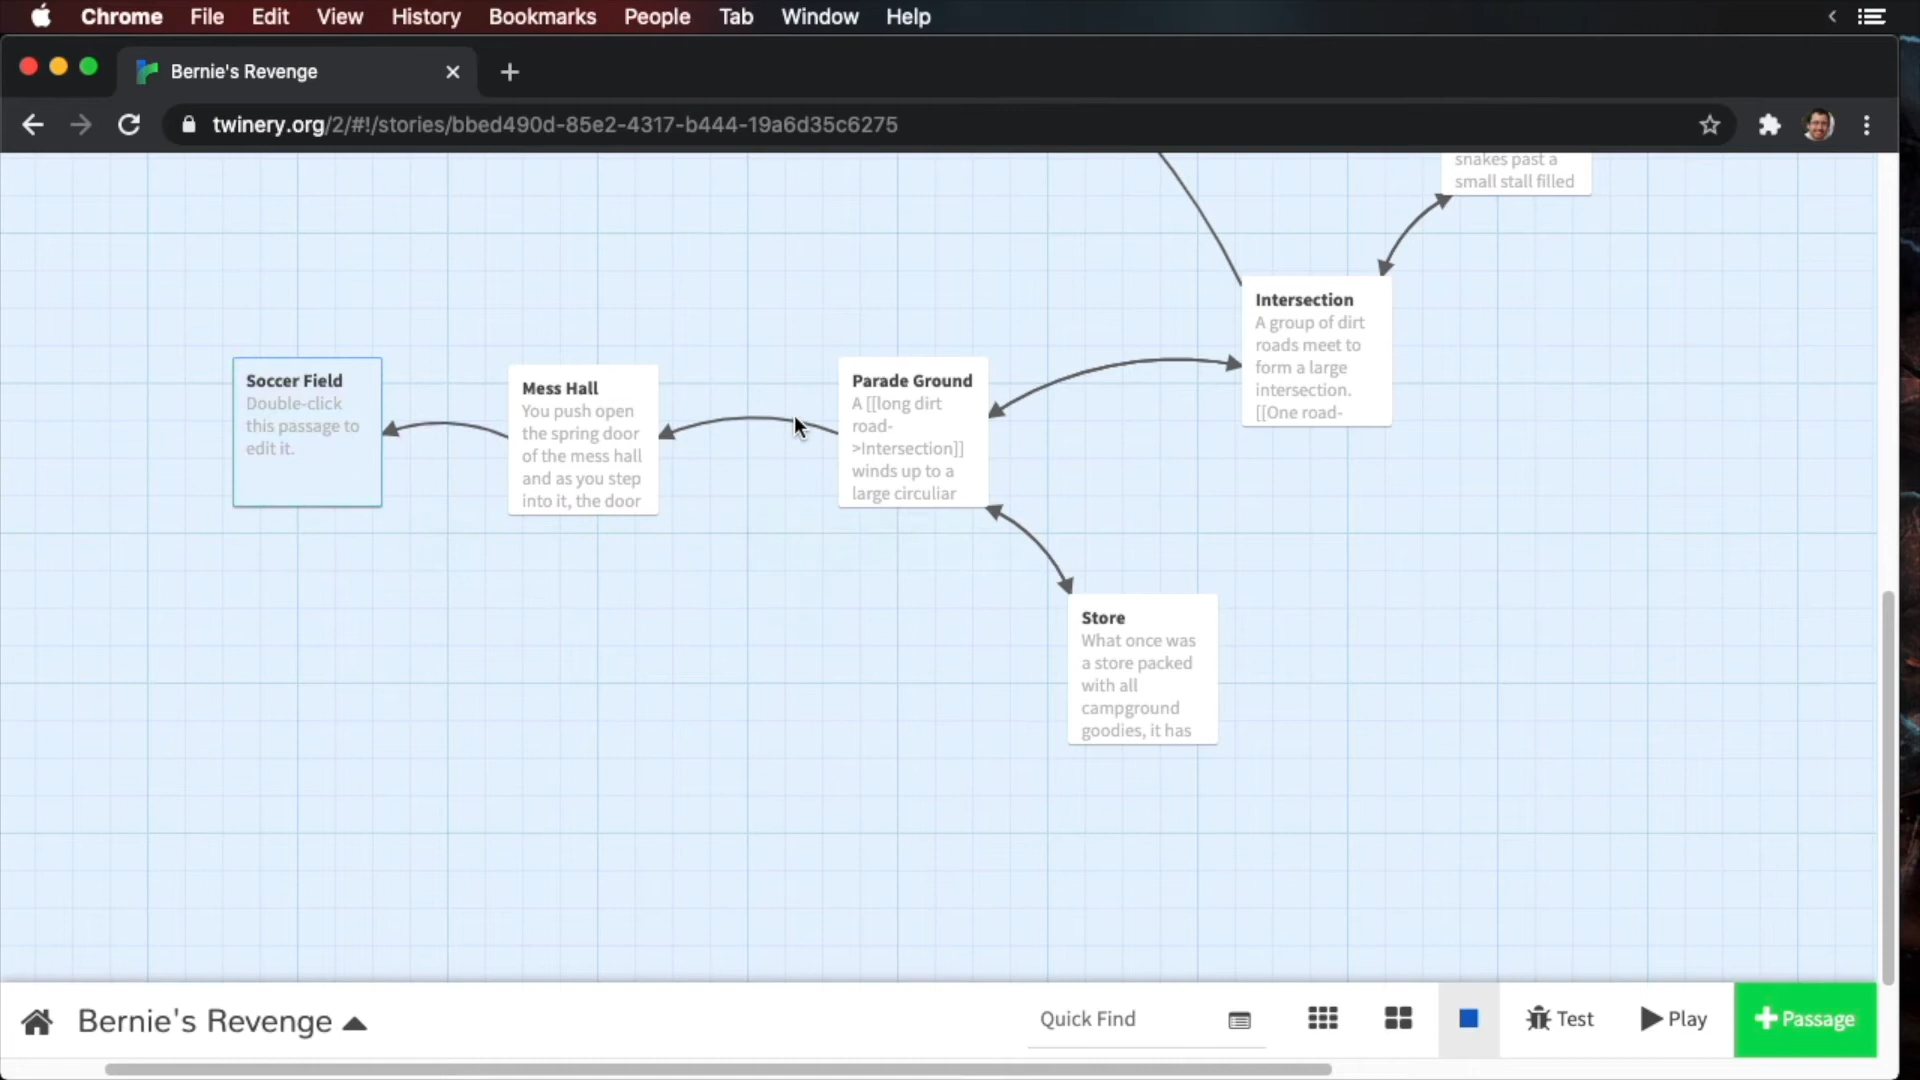 Chrome File Edit View History Bookmarks People Tab Window Help
Bernie's Revenge
twinery.org/2/#!/stories/bbed490d-85e2-4317-b444-19a6d35c6275
snakes past a
small stall filled
Intersection
A group of dirt
roads meet to
form a large
intersection.
[[One road-
Soccer Field
Double-click
this passage to
edit it.
Mess Hall
You push open
the spring door
of the mess hall
and as you step
into it, the door
Parade Ground
A [[long dirt
road-
>Intersection]]
winds up to a
large circuliar
Store
What once was
a store packed
with all
campground
goodies, it has
Bernie's Revenge
Quick Find
Test
Play
Passage